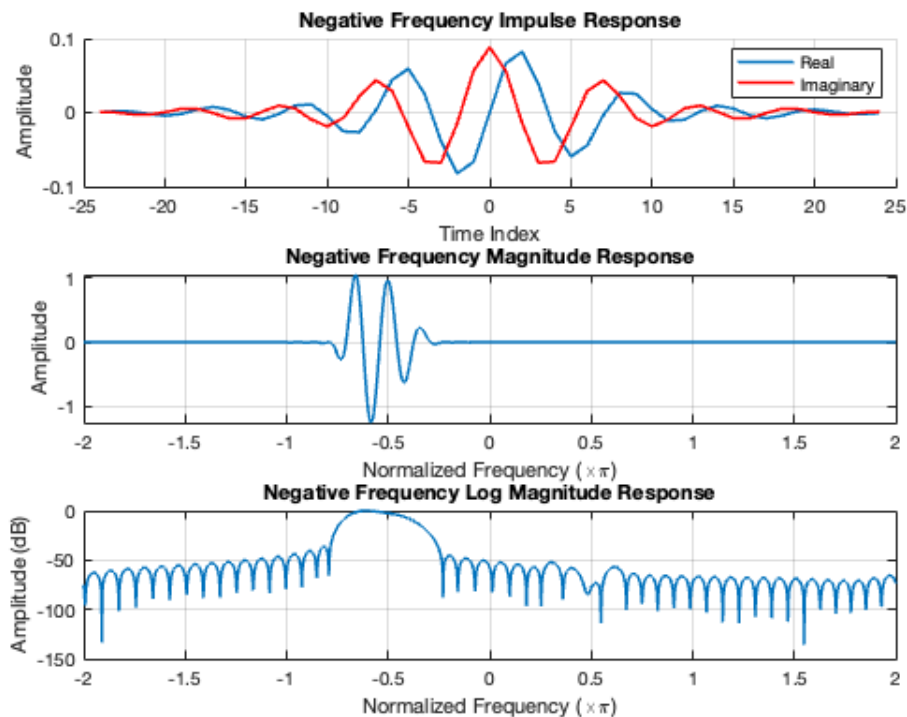 Negative Frequency Impulse Response
0.1
0
-0.1
Amplitude
Real
Imaginary
-25 -20 -15 -10 -5 0 5 10 15 20 25
Time Index
Negative Frequency Magnitude Response
1
0
-1
Amplitude
-2 -1.5 -1 -0.5 0 0.5 1 1.5 2
Normalized Frequency (×π)
Negative Frequency Log Magnitude Response
0
-50
-100
-150
Amplitude (dB)
-2 -1.5 -1 -0.5 0 0.5 1 1.5 2
Normalized Frequency (×π)